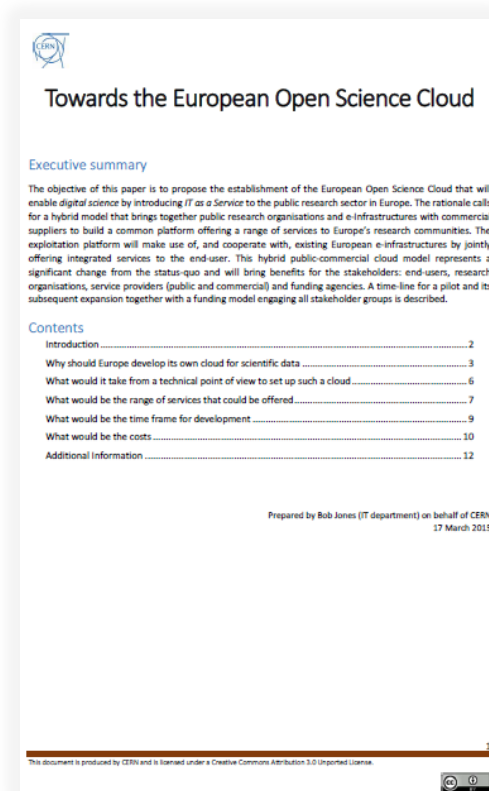 CERN
Towards the European Open Science Cloud
Executive summary
The objective of this paper is to propose the establishment of the European Open Science Cloud that will
enable digital science by introducing IT as a Service to the public research sector in Europe. The rationale calls
for a hybrid model that brings together public research organisations and e-Infrastructures with commercial
suppliers to build a common platform offering a range of services to Europe's research communities. The
exploitation platform will make use of, and cooperate with, existing European e-infrastructures by jointly
offering integrated services to the end-user. This hybrid public-commercial cloud model represents a
significant change from the status-quo and will bring benefits for the stakeholders: end-users, research
organisations, service providers (public and commercial) and funding agencies. A time-line for a pilot and its
subsequent expansion together with a funding model engaging all stakeholder groups is described.
Contents
Introduction 2
Why should Europe develop its own cloud for scientific data 3
What would it take from a technical point of view to set up such a cloud 6
What would be the range of services that could be offered 7
What would be the time frame for development 9
What would be the costs 10
Additional Information 12
Prepared by Bob Jones (IT department) on behalf of CERN
17 March 2015
1
This document is produced by CERN and is licensed under a Creative Commons Attribution 3.0 Unported License.
cc